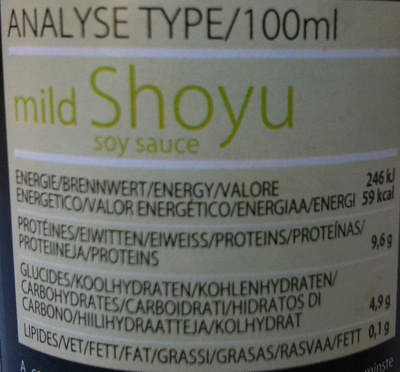 ANALYSE TYPE/100ml
mild Shoyu
soy sauce
ENERGIE/BRENNWERT/ENERGY/VALORE 246 kJ
ENERGETICO/VALOR ENERGÉTICO/ENERGIAA/ENERGI 59 kcal
PROTÉINES/EIWITTEN/EIWEISS/PROTEINS/PROTEÍNAS/
PROTEIINEJA/PROTEINS 9,6 g
GLUCIDES/KOOLHYDRATEN/KOHLENHYDRATEN/
CARBOHYDRATES/CARBOIDRATI/HIDRATOS DI
CARBONO/HIILIHYDRAATTEJA/KOLHYDRAT 4,9 g
LIPIDES/VET/FETT/FAT/GRASSI/GRASAS/RASVAA/FETT 0,1 g